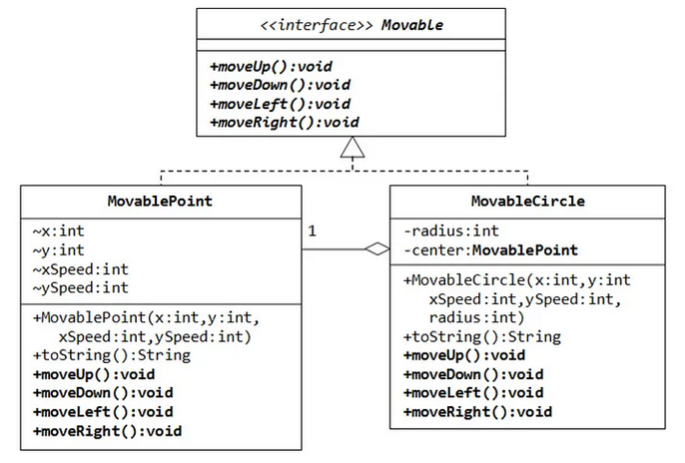 <<interface>> Movable
+moveUp():void
+moveDown():void
+moveLeft():void
+moveRight():void
MovablePoint
~x:int
~y:int
~xSpeed:int
~ySpeed:int
+MovablePoint(x:int,y:int,
xSpeed:int,ySpeed:int)
+toString():String
+moveUp():void
+moveDown():void
+moveLeft():void
+moveRight():void
1
MovableCircle
-radius:int
-center:MovablePoint
+MovableCircle(x:int,y:int
xSpeed:int,ySpeed:int,
radius:int)
+toString():String
+moveUp():void
+moveDown():void
+moveLeft():void
+moveRight():void